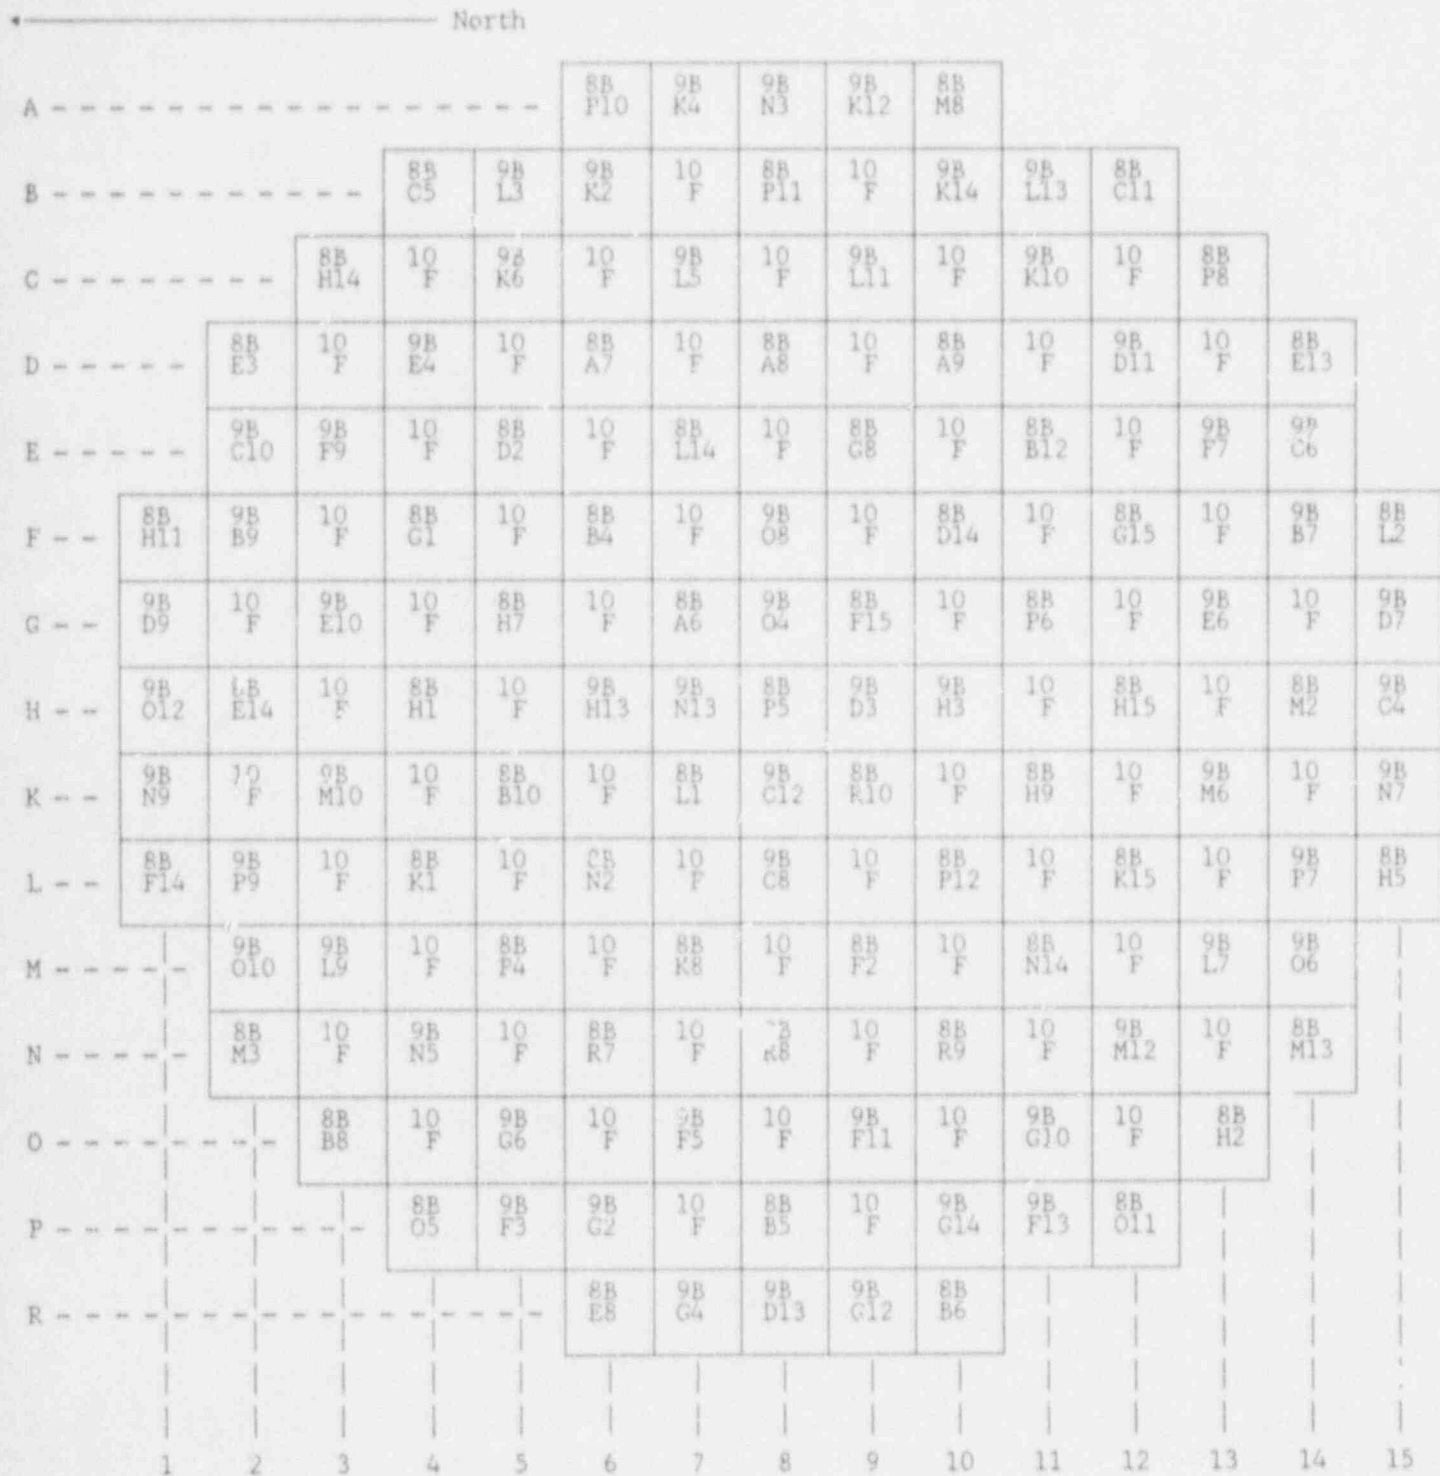 North
A 8B 9B 9B 9B 8B
P10 K4 N3 K12 M8
B 8B 9B 9B 10 8B 10 9B 9B 8B
C5 L3 K2 F P11 F K14 L13 C11
C 8B 10 9B 10 9B 10 9B 10 9B 10 8B
H14 F K6 F L5 F L11 F K10 F P8
D 8B 10 9B 10 8B 10 8B 10 8B 10 9B 10 8B
E3 F E4 F A7 F A8 F A9 F D11 F E13
E 9B 9B 10 8B 10 8B 10 8B 10 8B 10 9B
C10 F9 F D2 F L14 F G8 F B12 F F7 C6
F 8B 9B 10 8B 10 8B 10 9B 10 8B 10 8B 10 9B 8B
H11 B9 F G1 F B4 F O8 F D14 F G15 F B7 L2
G 9B 10 9B 10 8B 10 8B 9B 8B 10 8B 10 9B 10 9B
D9 F E10 F H7 F A6 O4 F15 F P6 F E6 F D7
H 9B 10 8B 10 9B 9B 8B 9B 9B 10 8B 10 8B 9B
O12 E14 F H1 F H13 N13 P5 D3 H3 F H15 F M2 C4
K 9B 10 9B 10 8B 10 8B 9B 8B 10 8B 10 9B 10 9B
N9 F M10 F B10 F L1 C12 R10 F H9 F M6 F N7
L 8B 9B 10 8B 10 10 9B 10 8B 10 8B 10 9B 8B
F14 P9 F K1 F N2 F C8 F P12 F K15 F P7 H5
M 9B 9B 10 8B 10 8B 10 8B 10 8B 10 9B 9B
O10 L9 F P4 F K8 F F2 F N14 F L7 O6
N 8B 10 9B 10 8B 10 10 8B 10 9B 10 8B
M3 F N5 F R7 F R8 F R9 F M12 F M13
O 8B 10 9B 10 9B 10 9B 10 9B 10 8B
B8 F G6 F F5 F F11 F G10 F H2
P 8B 9B 9B 10 8B 10 9B 9B 8B
O5 F3 G2 F B5 F G14 F13 O11
R 8B 9B 9B 9B 8B
E8 G4 D13 G12 B6
1 2 3 4 5 6 7 8 9 10 11 12 13 14 15